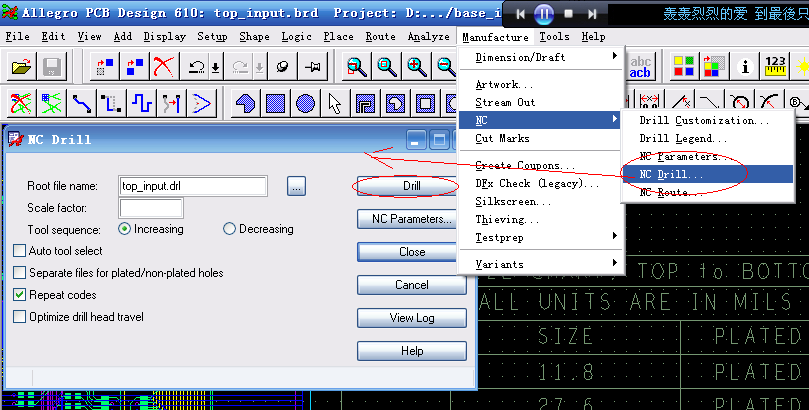 Allegro PCB Design 610: top_input.brd Project: D:.../base_i
轰轰烈烈的爱 到最後只
File Edit View Add Display Setup Shape Logic Place Route Analyze Manufacture Tools Help
Dimension/Draft
Artwork...
Stream Out
NC
Cut Marks
Create Coupons...
DFx Check (legacy)...
Silkscreen...
Thieving...
Testprep
Variants
Drill Customization...
Drill Legend...
NC Parameters...
NC Drill...
NC Route...
abc
acb
i
123
NC Drill
Root file name: top_input.drl ... Drill
Scale factor:
NC Parameters...
Tool sequence: Increasing Decreasing
Auto tool select
Close
Separate files for plated/non-plated holes
Cancel
Repeat codes
Optimize drill head travel
View Log
Help
TOP to BOTTO
ALL UNITS ARE IN MILS
SIZE PLATED
11.8 PLATED
27.6 PLATED